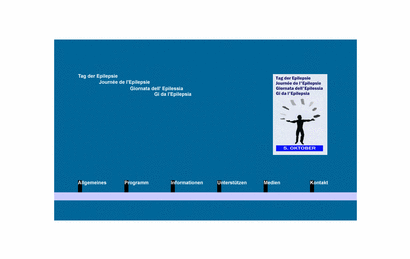 Tag der Epilepsie
Journée de l'Epilepsie
Giornata dell' Epilessia
Gi da l'Epilepsia
Tag der Epilepsie
Journée de l'Epilepsie
Giornata dell'Epilessia
Gi da l'Epilepsia
5. OKTOBER
Allgemeines Programm Informationen Unterstützen Medien Kontakt